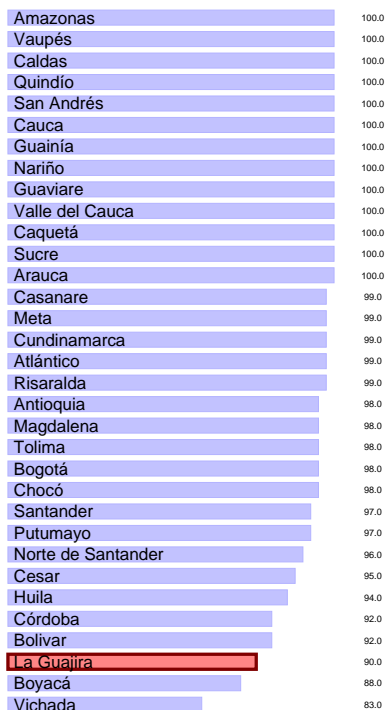 Amazonas 100.0
Vaupés 100.0
Caldas 100.0
Quindío 100.0
San Andrés 100.0
Cauca 100.0
Guainía 100.0
Nariño 100.0
Guaviare 100.0
Valle del Cauca 100.0
Caquetá 100.0
Sucre 100.0
Arauca 100.0
Casanare 99.0
Meta 99.0
Cundinamarca 99.0
Atlántico 99.0
Risaralda 99.0
Antioquia 98.0
Magdalena 98.0
Tolima 98.0
Bogotá 98.0
Chocó 98.0
Santander 97.0
Putumayo 97.0
Norte de Santander 96.0
Cesar 95.0
Huila 94.0
Córdoba 92.0
Bolivar 92.0
La Guajira 90.0
Boyacá 88.0
Vichada 83.0